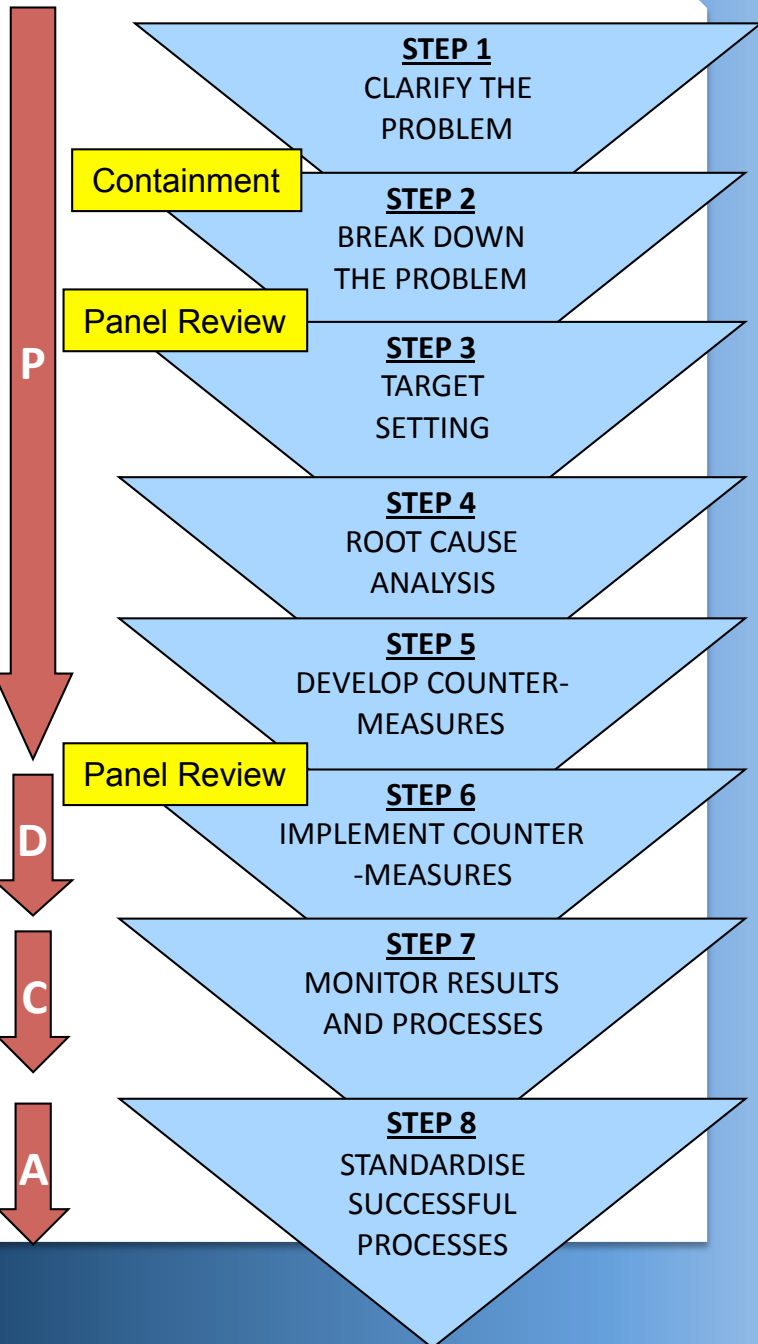 STEP 1
CLARIFY THE
PROBLEM
Containment
STEP 2
BREAK DOWN
THE PROBLEM
Panel Review
STEP 3
TARGET
SETTING
P
STEP 4
ROOT CAUSE
ANALYSIS
STEP 5
DEVELOP COUNTER-
MEASURES
Panel Review
STEP 6
IMPLEMENT COUNTER
-MEASURES
D
STEP 7
MONITOR RESULTS
AND PROCESSES
C
STEP 8
STANDARDISE
SUCCESSFUL
PROCESSES
A